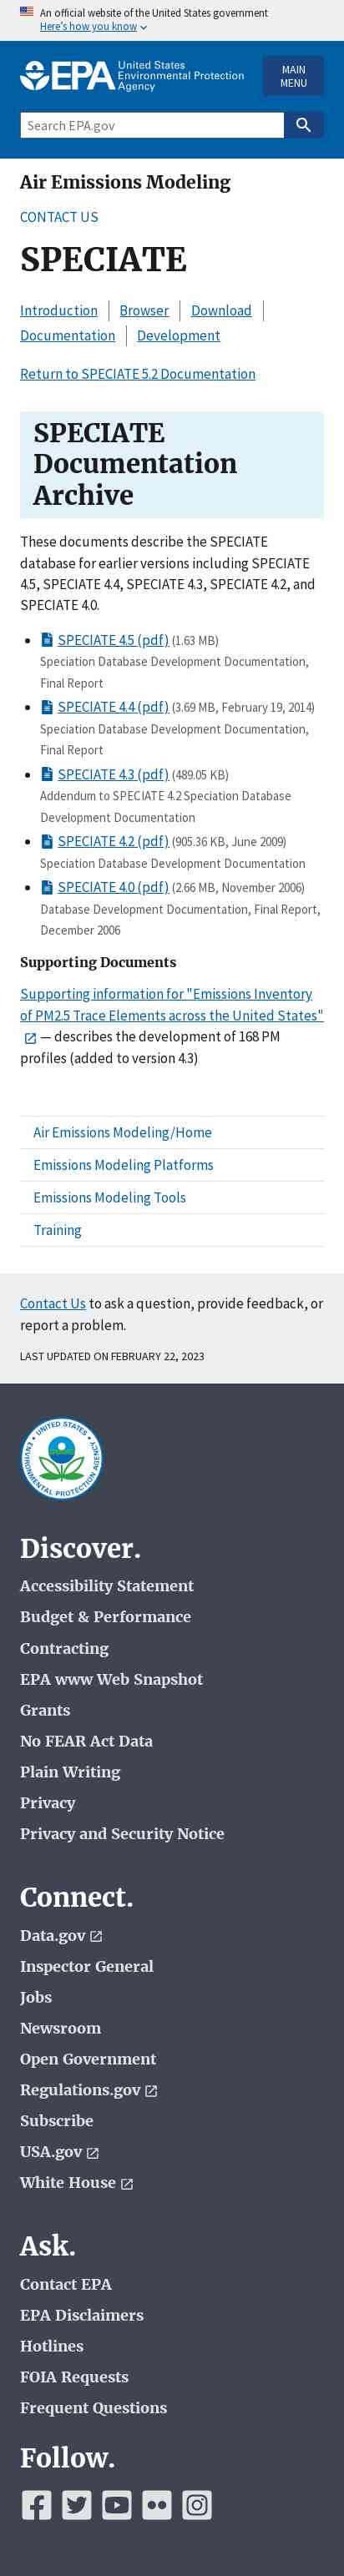 An official website of the United States government
Here's how you know
EPA United States
Environmental Protection
Agency
MAIN
MENU
Search EPA.gov
Air Emissions Modeling
CONTACT US
SPECIATE
Introduction
Browser
Download
Documentation
Development
Return to SPECIATE 5.2 Documentation
SPECIATE
Documentation
Archive
These documents describe the SPECIATE
database for earlier versions including SPECIATE
4.5, SPECIATE 4.4, SPECIATE 4.3, SPECIATE 4.2, and
SPECIATE 4.0.
SPECIATE 4.5 (pdf) (1.63 MB)
Speciation Database Development Documentation,
Final Report
SPECIATE 4.4 (pdf) (3.69 MB, February 19, 2014)
Speciation Database Development Documentation,
Final Report
SPECIATE 4.3 (pdf) (489.05 KB)
Addendum to SPECIATE 4.2 Speciation Database
Development Documentation
SPECIATE 4.2 (pdf) (905.36 KB, June 2009)
Speciation Database Development Documentation
SPECIATE 4.0 (pdf) (2.66 MB, November 2006)
Database Development Documentation, Final Report,
December 2006
Supporting Documents
Supporting information for "Emissions Inventory
of PM2.5 Trace Elements across the United States"
— describes the development of 168 PM
profiles (added to version 4.3)
Air Emissions Modeling/Home
Emissions Modeling Platforms
Emissions Modeling Tools
Training
Contact Us to ask a question, provide feedback, or
report a problem.
LAST UPDATED ON FEBRUARY 22, 2023
UNITED STATES
ENVIRONMENTAL PROTECTION AGENCY
Discover.
Accessibility Statement
Budget & Performance
Contracting
EPA www Web Snapshot
Grants
No FEAR Act Data
Plain Writing
Privacy
Privacy and Security Notice
Connect.
Data.gov
Inspector General
Jobs
Newsroom
Open Government
Regulations.gov
Subscribe
USA.gov
White House
Ask.
Contact EPA
EPA Disclaimers
Hotlines
FOIA Requests
Frequent Questions
Follow.